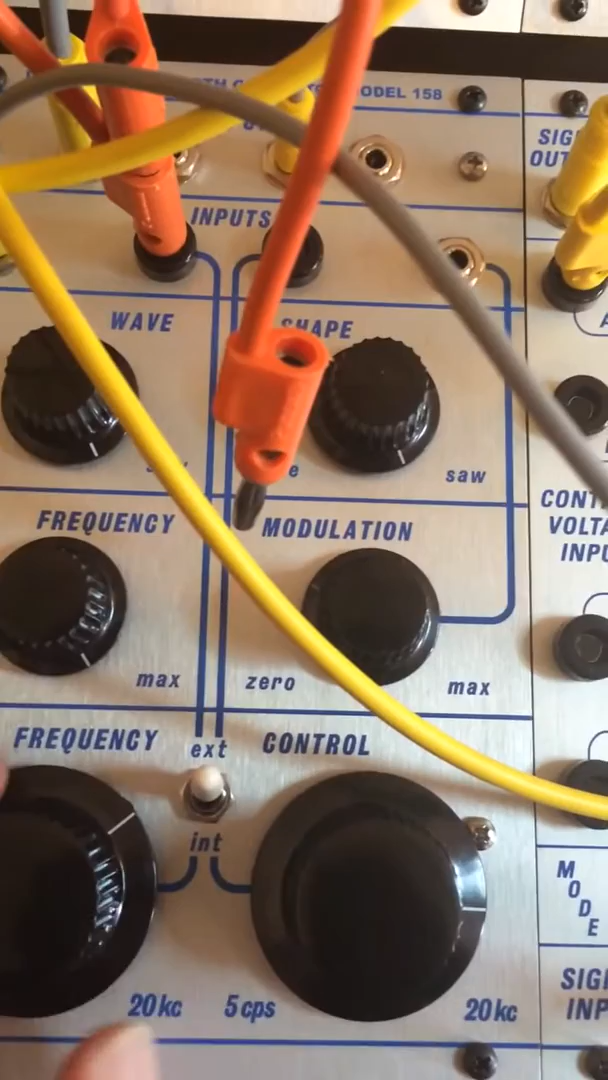 MODEL 158
SIG
OUT
INPUTS
WAVE SHAPE
saw
FREQUENCY MODULATION
CONT
VOLTA
INPU
max zero max
FREQUENCY ext CONTROL
int
M
O
D
E
SIG
INP
20kc 5cps 20kc